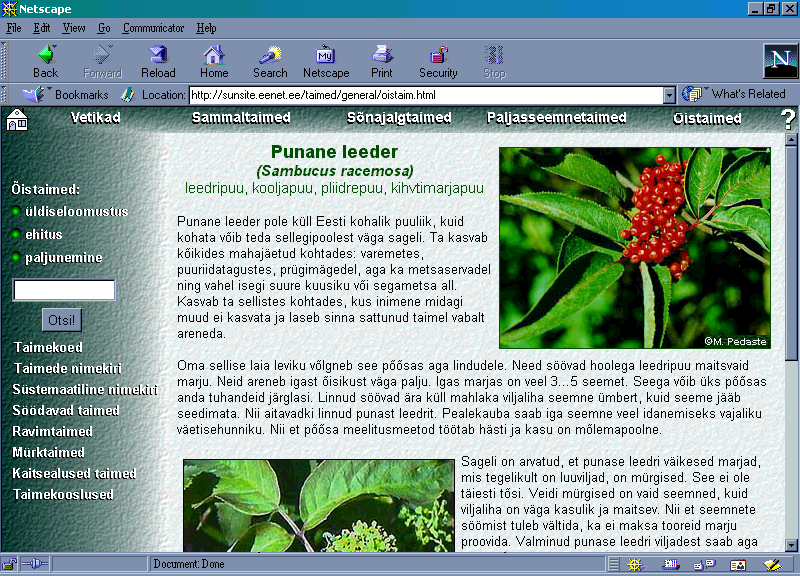 Netscape
File Edit View Go Communicator Help
Back Forward Reload Home Search Netscape Print Security Stop
My
N
Bookmarks Location: http://sunsite.eenet.ee/taimed/general/oistaim.html What's Related
Vetikad Sammaltaimed Sõnajalgtaimed Paljasseemnetaimed Õistaimed ?
Õistaimed:
üldiseloomustus
ehitus
paljunemine
Otsi!
Taimekoed
Taimede nimekiri
Süstemaatiline nimekiri
Söödavad taimed
Ravimtaimed
Mürktaimed
Kaitsealused taimed
Taimekooslused
Punane leeder
(Sambucus racemosa)
leedripuu, kooljapuu, pliidrepuu, kihvtimarjapuu
Punane leeder pole küll Eesti kohalik puuliik, kuid
kohata võib teda sellegipoolest väga sageli. Ta kasvab
kõikides mahajäetud kohtades: varemetes,
puuriidatagustes, prügimägedel, aga ka metsaservadel
ning vahel isegi suure kuusiku või segametsa all.
Kasvab ta sellistes kohtades, kus inimene midagi
muud ei kasvata ja laseb sinna sattunud taimel vabalt
areneda.
©M. Pedaste
Oma sellise laia leviku võlgneb see põõsas aga lindudele. Need söövad hoolega leedripuu maitsvaid
marju. Neid areneb igast õisikust väga palju. Igas marjas on veel 3...5 seemet. Seega võib üks põõsas
anda tuhandeid järglasi. Linnud söövad ära küll mahlaka viljaliha seemne ümbert, kuid seeme jääb
seedimata. Nii aitavadki linnud punast leedrit. Pealekauba saab iga seemne veel idanemiseks vajaliku
väetisehunniku. Nii et põõsa meelitusmeetod töötab hästi ja kasu on mõlemapoolne.
Sageli on arvatud, et punase leedri väikesed marjad,
mis tegelikult on luuviljad, on mürgised. See ei ole
täiesti tõsi. Veidi mürgised on vaid seemned, kuid
viljaliha on väga kasulik ja maitsev. Nii et seemnete
söömist tuleb vältida, ka ei maksa tooreid marju
proovida. Valminud punase leedri viljadest saab aga
Document: Done